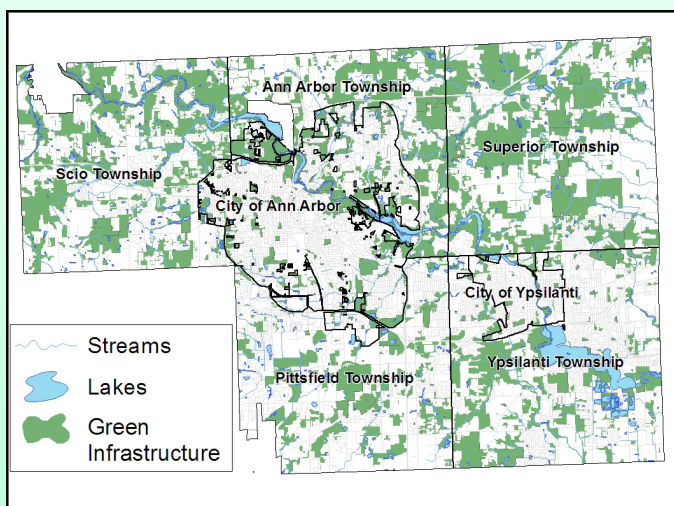 Ann Arbor Township
Superior Township
Scio Township
City of Ann Arbor
City of Ypsilanti
Ypsilanti Township
Pittsfield Township
Streams
Lakes
Green
Infrastructure